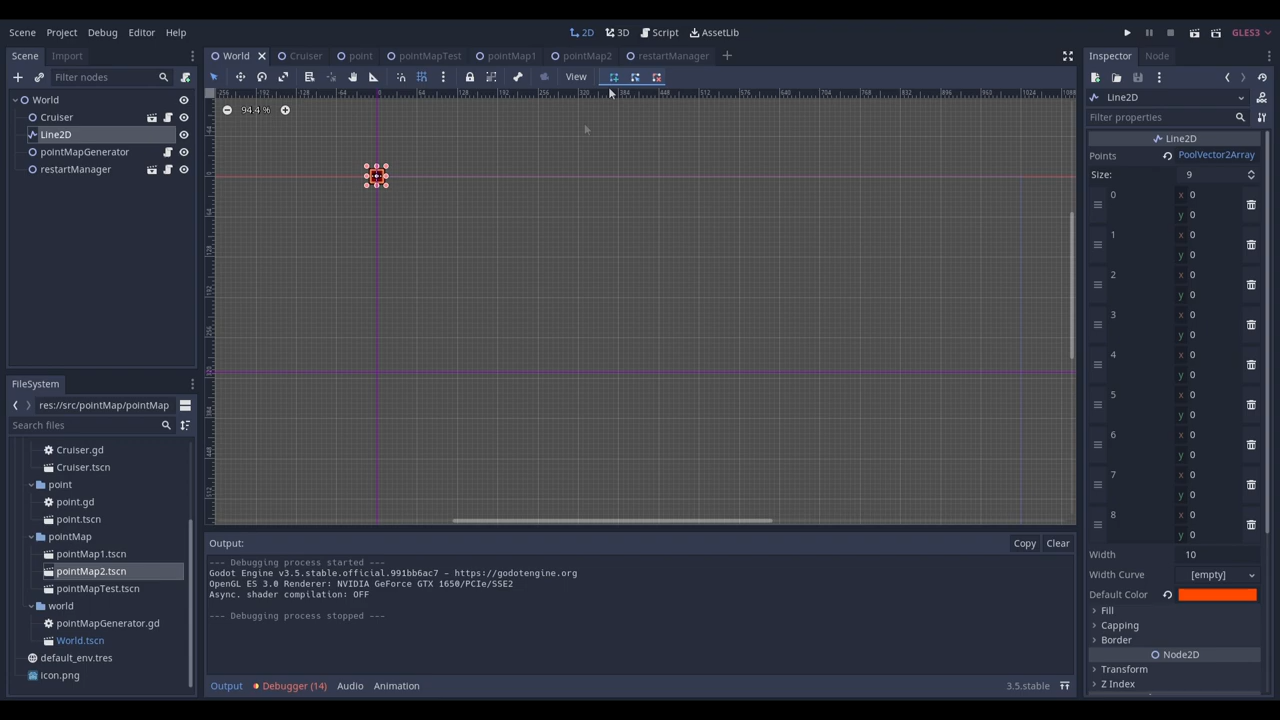 Scene Project Debug Editor Help
2D 3D Script AssetLib
GLES3
Scene Import
World Cruiser point pointMapTest pointMap1 pointMap2 restartManager
Inspector Node
Filter nodes
View
World
Cruiser
Line2D
pointMapGenerator
restartManager
94.4 %
Line2D
Filter properties
Line2D
Points PoolVector2Array
Size: 9
0 x 0
y 0
1 x 0
y 0
2 x 0
y 0
3 x 0
y 0
4 x 0
y 0
5 x 0
y 0
6 x 0
y 0
7 x 0
y 0
8 x 0
y 0
Width 10
Width Curve [empty]
Default Color
Fill
Capping
Border
Node2D
Transform
Z Index
FileSystem
res://src/pointMap/pointMap
Search files
Cruiser.gd
Cruiser.tscn
point
point.gd
point.tscn
pointMap
pointMap1.tscn
pointMap2.tscn
pointMapTest.tscn
world
pointMapGenerator.gd
World.tscn
default_env.tres
icon.png
Output: Copy Clear
--- Debugging process started ---
Godot Engine v3.5.stable.official.991bb6ac7 - https://godotengine.org
OpenGL ES 3.0 Renderer: NVIDIA GeForce GTX 1650/PCIe/SSE2
Async. shader compilation: OFF
--- Debugging process stopped ---
Output Debugger (14) Audio Animation 3.5.stable